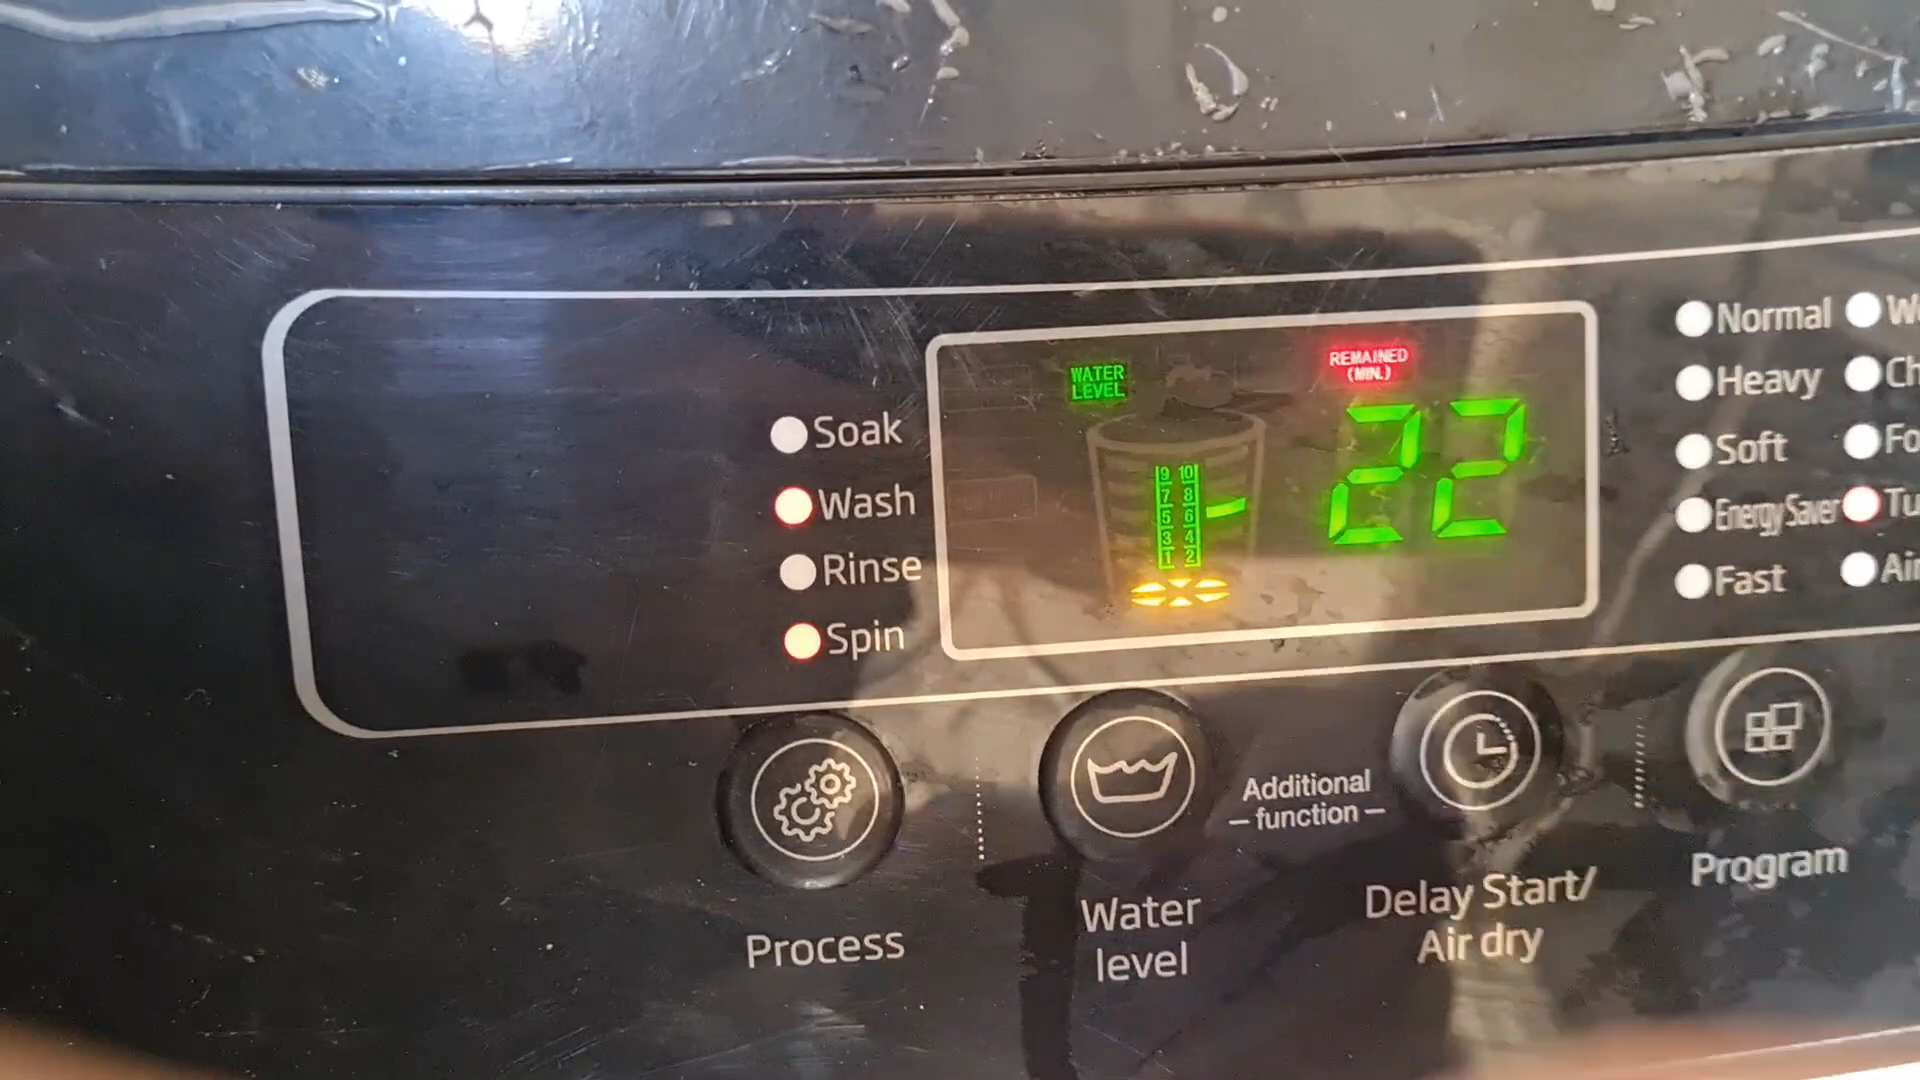 WATER
LEVEL
REMAINED
(MIN.)
22
9 10
7 8
5 6
3 4
1 2
Soak
Wash
Rinse
Spin
Normal
Heavy
Soft
Energy Saver
Fast
Additional
function
Process
Water
level
Delay Start/
Air dry
Program